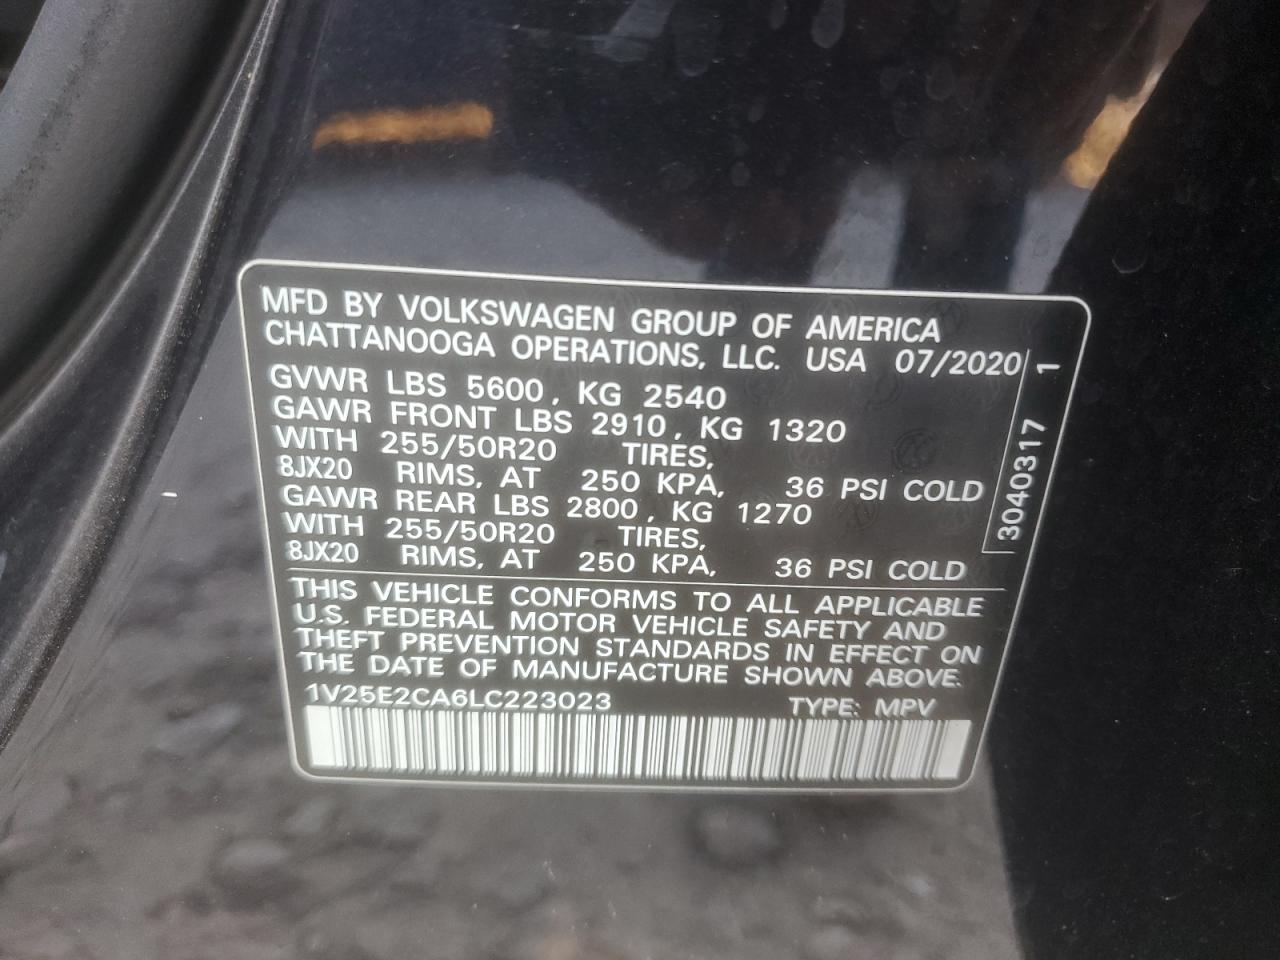 MFD BY VOLKSWAGEN GROUP OF AMERICA
CHATTANOOGA OPERATIONS, LLC. USA 07/2020
GVWR LBS 5600, KG 2540
GAWR FRONT LBS 2910, KG 1320
WITH 255/50R20 TIRES,
8JX20 RIMS, AT 250 KPA, 36 PSI COLD
GAWR REAR LBS 2800, KG 1270
WITH 255/50R20 TIRES,
8JX20 RIMS, AT 250 KPA, 36 PSI COLD
3040317 1
THIS VEHICLE CONFORMS TO ALL APPLICABLE
U.S. FEDERAL MOTOR VEHICLE SAFETY AND
THEFT PREVENTION STANDARDS IN EFFECT ON
THE DATE OF MANUFACTURE SHOWN ABOVE.
1V25E2CA6LC223023 TYPE: MPV